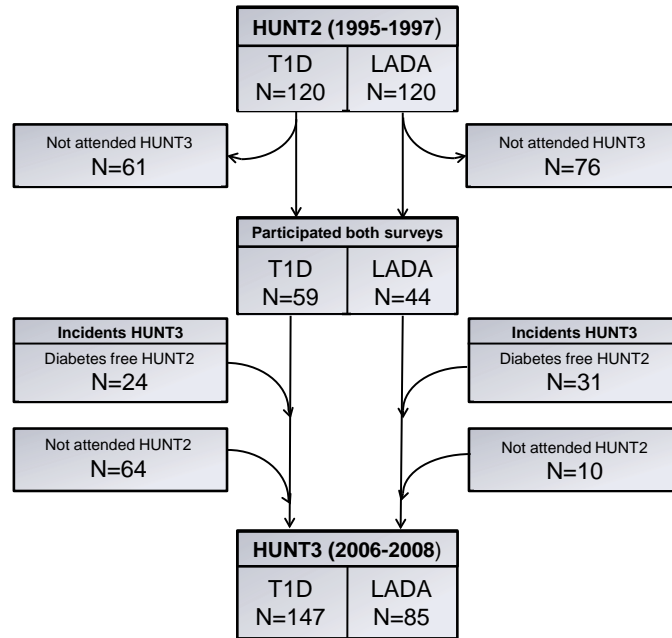 HUNT2 (1995-1997)
T1D
N=120
LADA
N=120
Not attended HUNT3
N=61
Not attended HUNT3
N=76
Participated both surveys
T1D
N=59
LADA
N=44
Incidents HUNT3
Diabetes free HUNT2
N=24
Incidents HUNT3
Diabetes free HUNT2
N=31
Not attended HUNT2
N=64
Not attended HUNT2
N=10
HUNT3 (2006-2008)
T1D
N=147
LADA
N=85